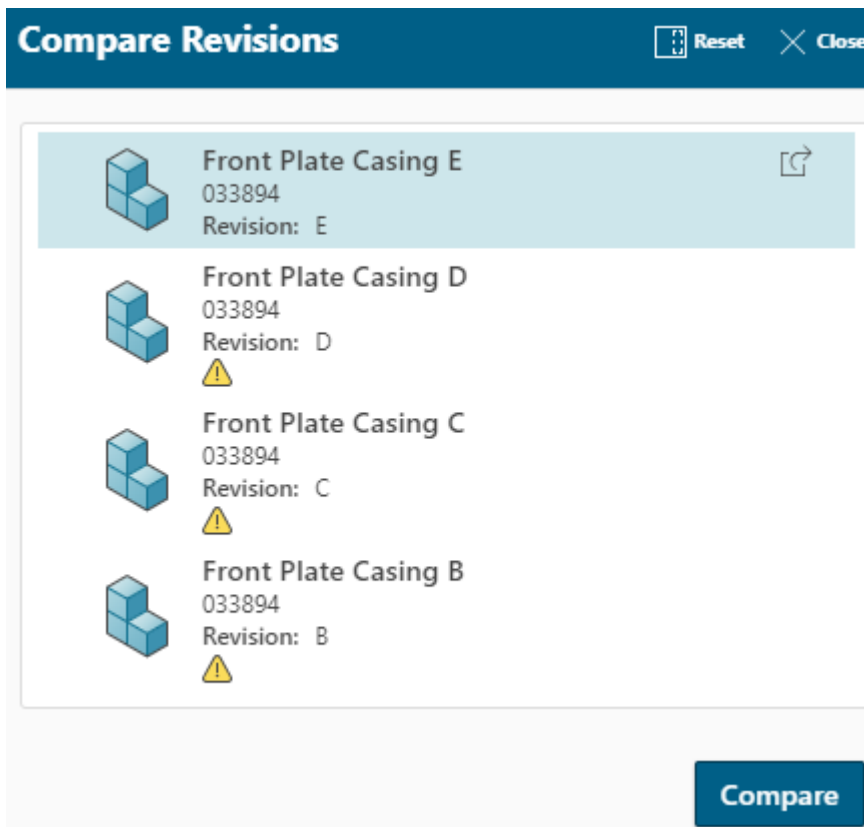 Compare Revisions Reset Close
Front Plate Casing E
033894
Revision: E
Front Plate Casing D
033894
Revision: D
Front Plate Casing C
033894
Revision: C
Front Plate Casing B
033894
Revision: B
Compare